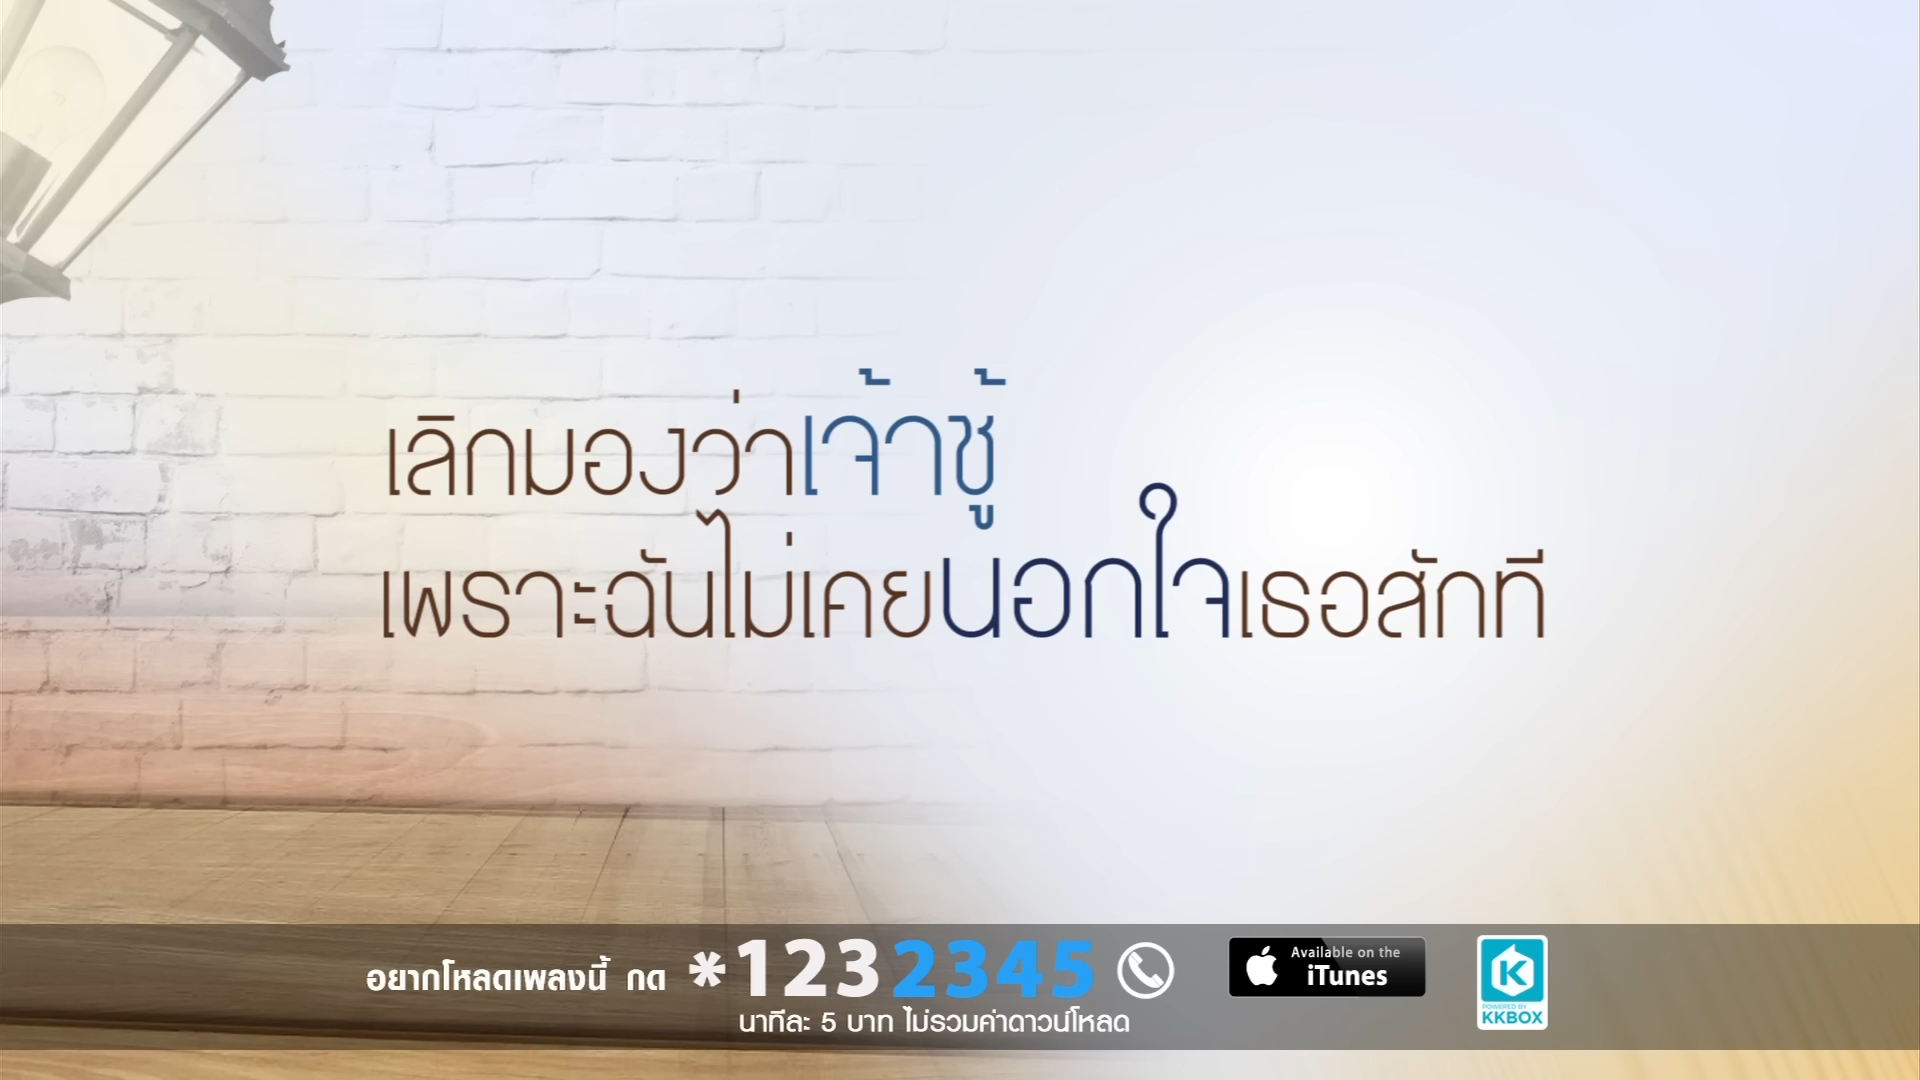 เลิกมองว่าเจ้าชู้
เพราะฉันไม่เคยนอกใจเธอสักที
อยากโหลดเพลงนี้ กด *123 2345
นาทีละ 5 บาท ไม่รวมค่าดาวน์โหลด
Available on the
iTunes
POWERED BY
KKBOX